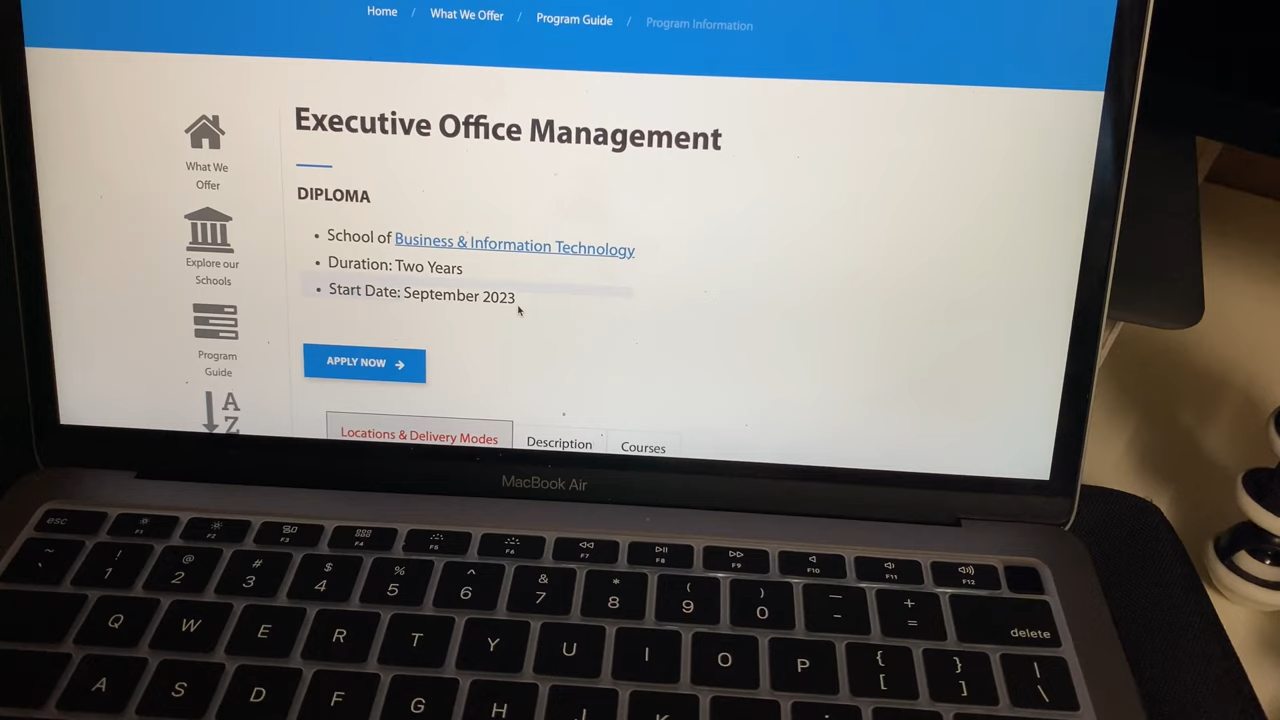 Home / What We Offer / Program Guide / Program Information
Executive Office Management
DIPLOMA
• School of Business & Information Technology
• Duration: Two Years
• Start Date: September 2023
APPLY NOW →
Locations & Delivery Modes
Description
Courses
What We
Offer
Explore our
Schools
Program
Guide
A
Z
MacBook Air
esc F1 F2 F3 F4 F5 F6 F7 F8 F9 F10 F11 F12
~ ! @ # $ % ^ & * ( ) — +
` 1 2 3 4 5 6 7 8 9 0 - = delete
Q W E R T Y U I O P { [ } ] | \
A S D F G H J K L